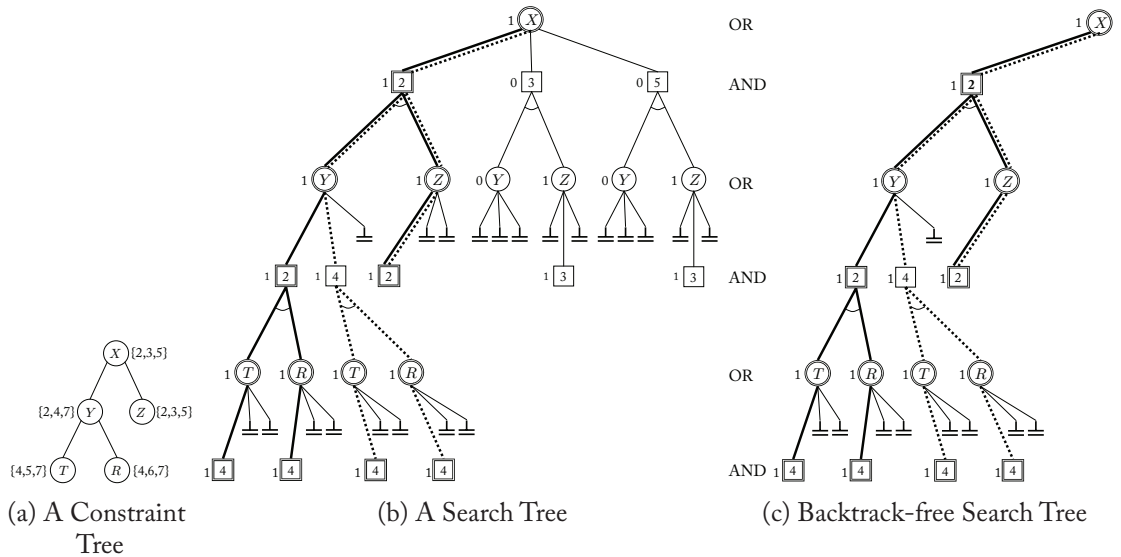 1 X OR 1 X
1 2 0 3 0 5 AND 1 2
1 Y 1 Z 0 Y 1 Z 0 Y 1 Z OR 1 Y 1 Z
1 2 1 4 1 2 1 3 1 3 AND 1 2 1 4 1 2
X {2,3,5}
1 T 1 R 1 T 1 R OR 1 T 1 R 1 T 1 R
{2,4,7} Y Z {2,3,5}
{4,5,7} T R {4,6,7} 1 4 1 4 1 4 1 4 AND 1 4 1 4 1 4 1 4
(a) A Constraint
Tree
(b) A Search Tree
(c) Backtrack-free Search Tree